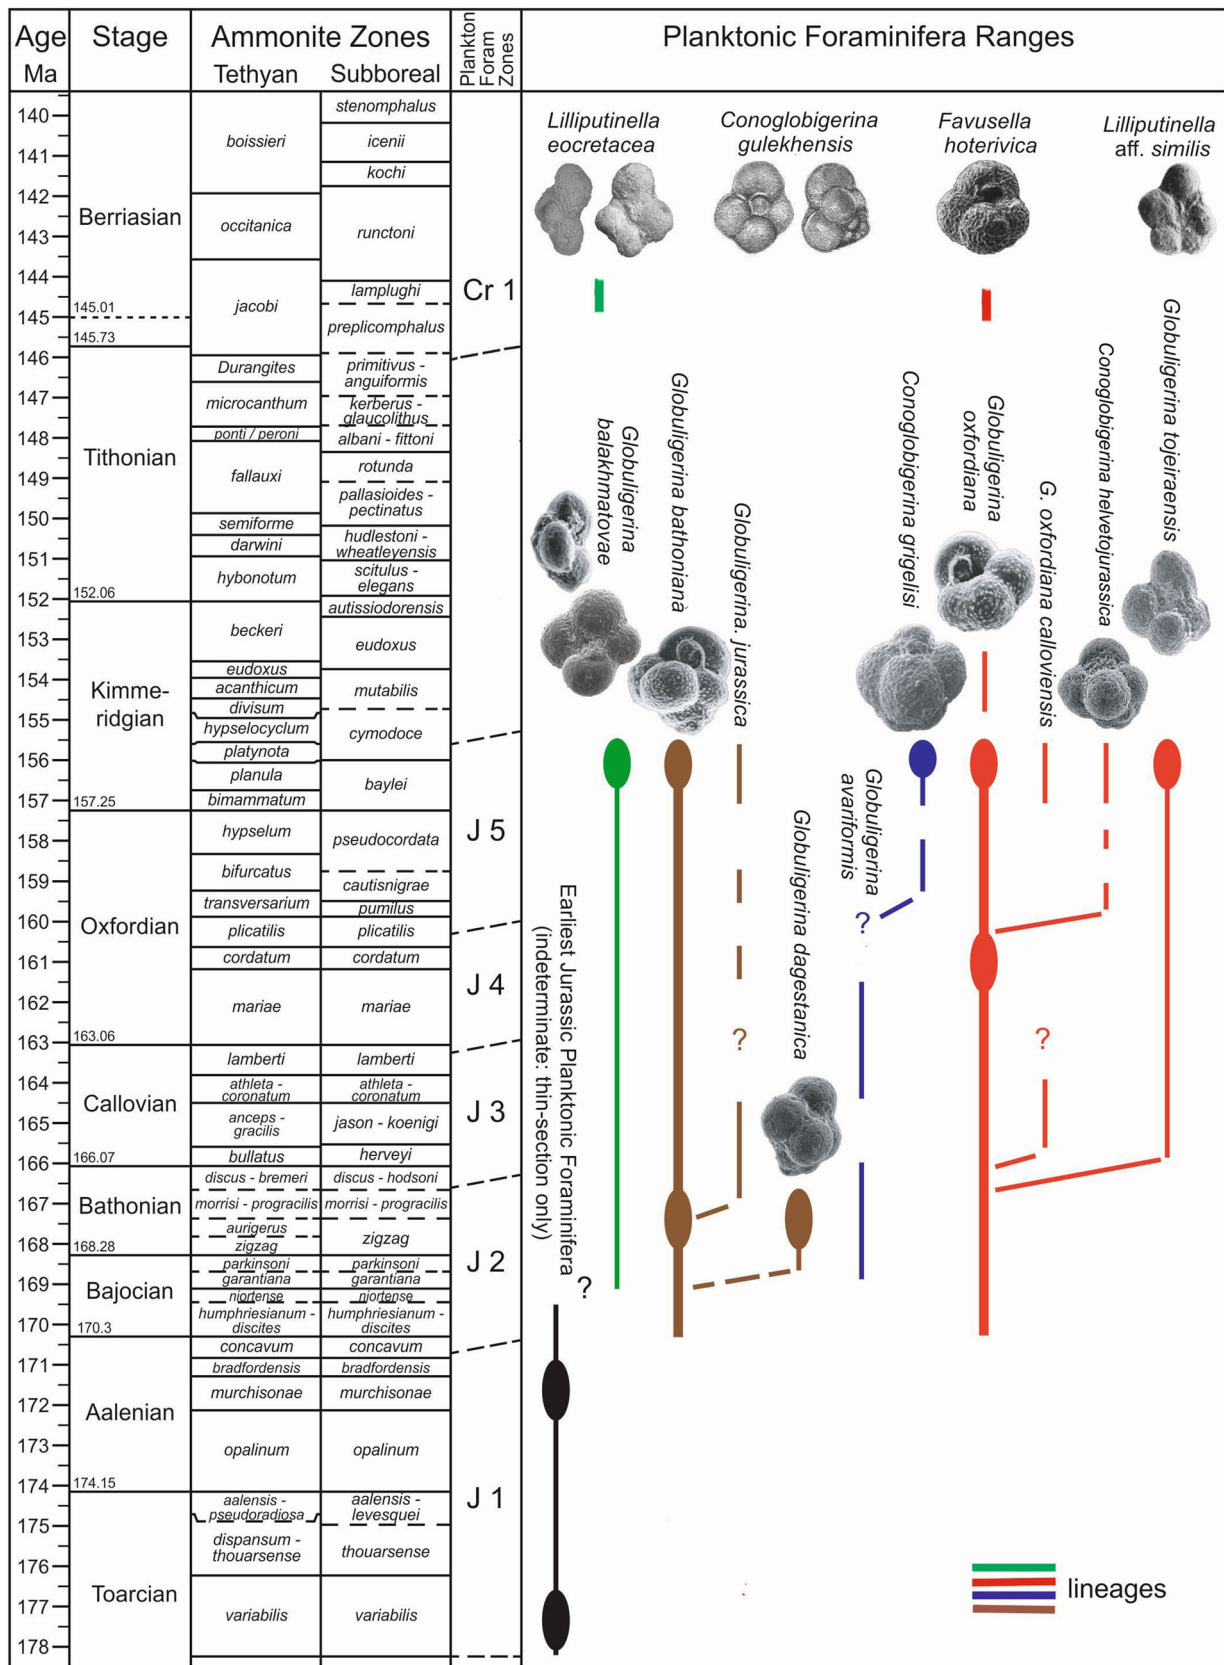 Age
Ma
Stage
Ammonite Zones
Tethyan
Subboreal
Plankton
Foram
Zones
Planktonic Foraminifera Ranges
140
141
142
143
144
145
146
147
148
149
150
151
152
153
154
155
156
157
158
159
160
161
162
163
164
165
166
167
168
169
170
171
172
173
174
175
176
177
178
Berriasian
145.01
145.73
Tithonian
152.06
Kimme-
ridgian
157.25
Oxfordian
163.06
Callovian
166.07
Bathonian
168.28
Bajocian
170.3
Aalenian
174.15
Toarcian
boissieri
occitanica
jacobi
Durangites
microcanthum
ponti / peroni
fallauxi
semiforme
darwini
hybonotum
beckeri
eudoxus
acanthicum
divisum
hypselocyclum
platynota
planula
bimammatum
hypselum
bifurcatus
transversarium
plicatilis
cordatum
mariae
lamberti
athleta -
coronatum
anceps -
gracilis
bullatus
discus - bremeri
morrisi - progracilis
aurigerus
zigzag
parkinsoni
garantiana
niortense
humphriesianum -
discites
concavum
bradfordensis
murchisonae
opalinum
aalensis -
pseudoradiosa
dispansum -
thouarsense
variabilis
stenomphalus
icenii
kochi
runctoni
lamplughi
preplicomphalus
primitivus -
anguiformis
kerberus -
glaucolithus
albani - fittoni
rotunda
pallasioides -
pectinatus
hudlestoni -
wheatleyensis
scitulus -
elegans
autissiodorensis
eudoxus
mutabilis
cymodoce
baylei
pseudocordata
cautisnigrae
pumilus
plicatilis
cordatum
mariae
lamberti
athleta -
coronatum
jason - koenigi
herveyi
discus - hodsoni
morrisi - progracilis
zigzag
parkinsoni
garantiana
niortense
humphriesianum -
discites
concavum
bradfordensis
murchisonae
opalinum
aalensis -
levesquei
thouarsense
variabilis
Cr 1
J 5
J 4
J 3
J 2
J 1
Lilliputinella
eocretacea
Conoglobigerina
gulekhensis
Favusella
hoterivica
Lilliputinella
aff. similis
Globuligerina
balakhmatovae
Globuligerina bathonianà
Globuligerina. jurassica
Globuligerina dagestanica
Globuligerina
avariformis
Conoglobigerina grigelisi
Globuligerina
oxfordiana
G. oxfordiana calloviensis
Conoglobigerina helvetojurassica
Globuligerina tojeiraensis
Earliest Jurassic Planktonic Foraminifera
(indeterminate: thin-section only)
?
?
?
?
lineages